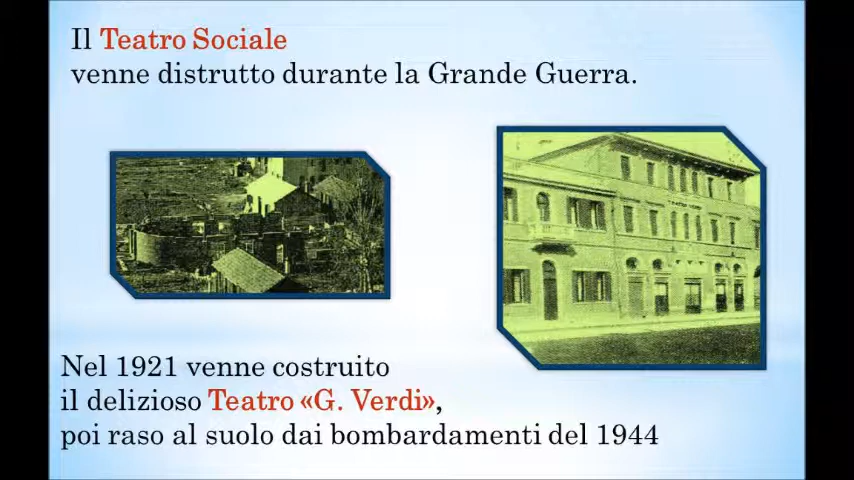 Il Teatro Sociale
venne distrutto durante la Grande Guerra.
Nel 1921 venne costruito
il delizioso Teatro «G. Verdi»,
poi raso al suolo dai bombardamenti del 1944